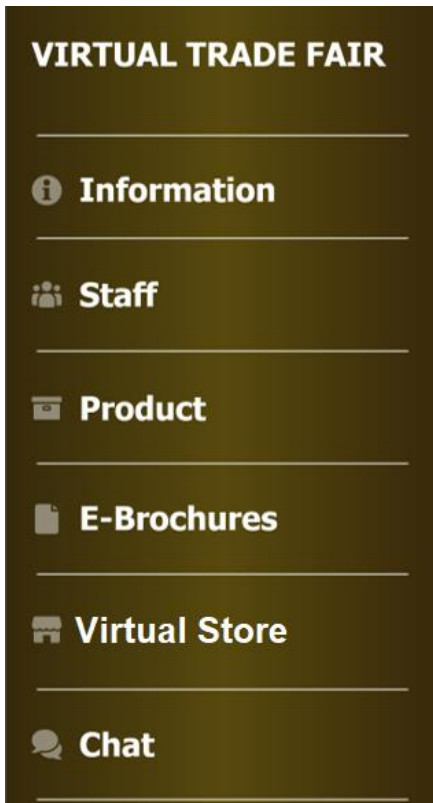 VIRTUAL TRADE FAIR
Information
Staff
Product
E-Brochures
Virtual Store
Chat